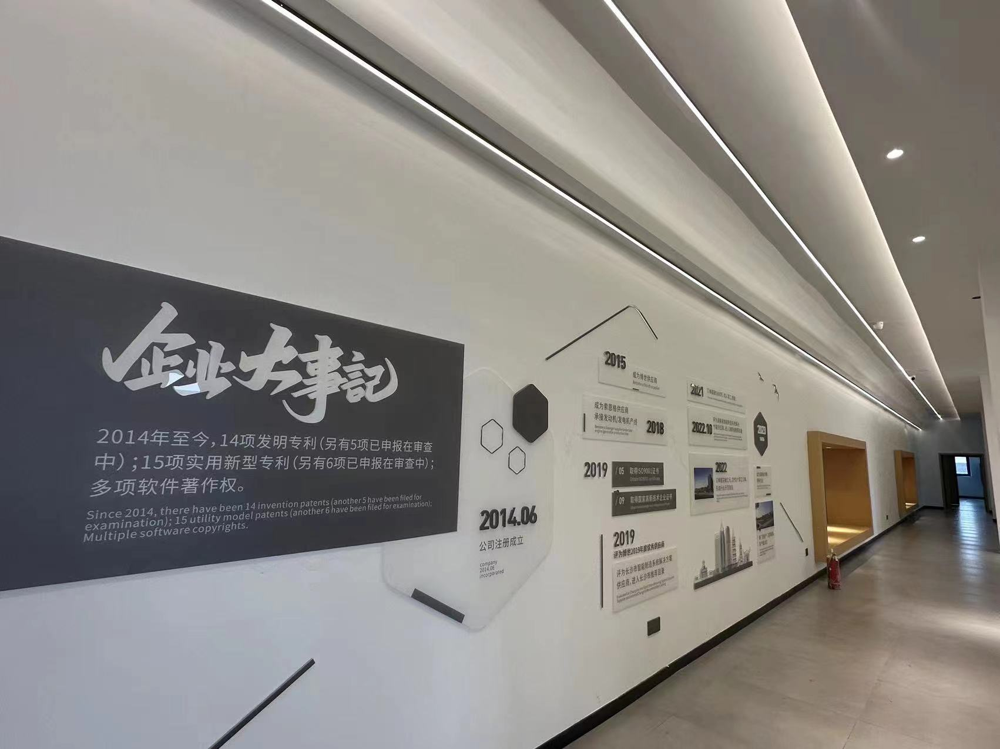 企业大事記
2014年至今，14项发明专利（另有5项已申报在审查
中）；15项实用新型专利（另有6项已申报在审查中）；
多项软件著作权。
Since 2014, there have been 14 invention patents (another 5 have been filed for
examination); 15 utility model patents (another 6 have been filed for examination);
Multiple software copyrights.
2014.06
公司注册成立
company
2014.06
incorporated
2015
成为博世供应商
Become a Bosch supplier
成为索恩格供应商
承接发动机/发电机产线
2018
2019
/ 05 取得ISO9001证书
/ 09 取得国家高新技术企业证书
2019
评为博世2019年度优秀供应商
评为长沙市智能制造系统解决方案
供应商，进入长沙市推荐目录
2021
2022.10
2022
2023